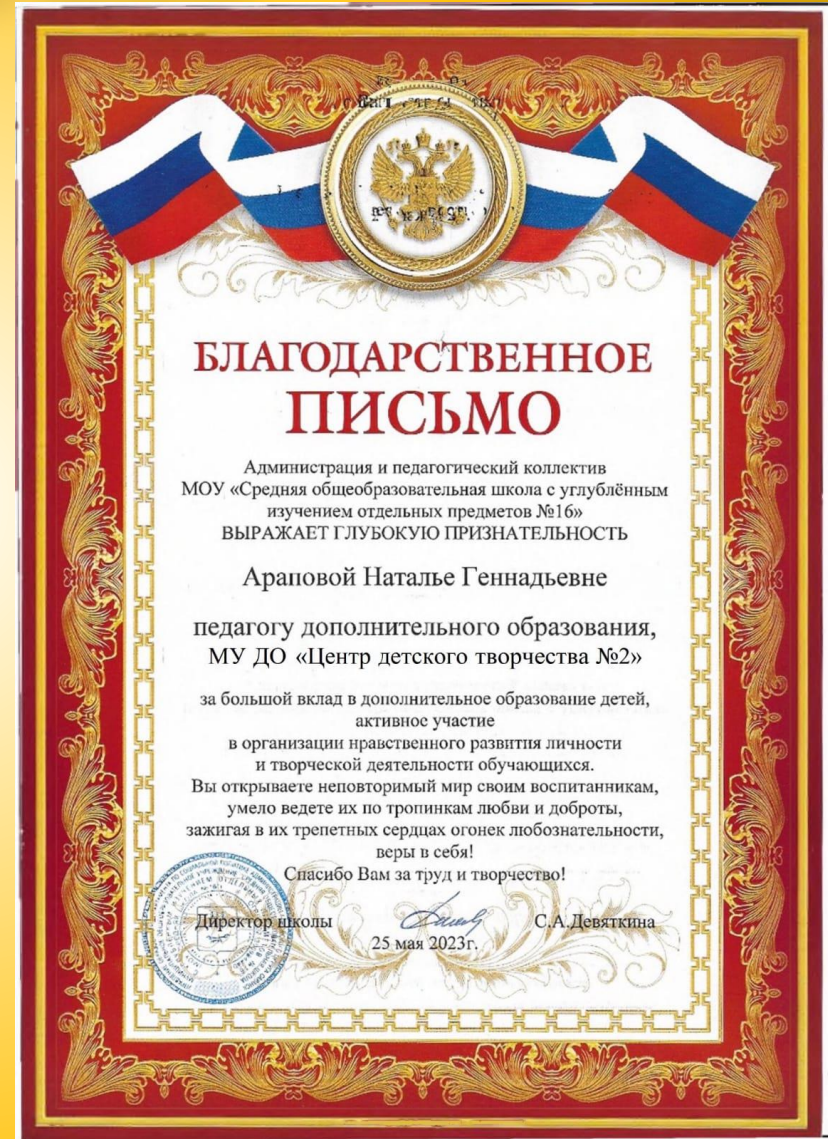 БЛАГОДАРСТВЕННОЕ
ПИСЬМО
Администрация и педагогический коллектив
МОУ «Средняя общеобразовательная школа с углублённым
изучением отдельных предметов №16»
ВЫРАЖАЕТ ГЛУБОКУЮ ПРИЗНАТЕЛЬНОСТЬ
Араповой Наталье Геннадьевне
педагогу дополнительного образования,
МУ ДО «Центр детского творчества №2»
за большой вклад в дополнительное образование детей,
активное участие
в организации нравственного развития личности
и творческой деятельности обучающихся.
Вы открываете неповторимый мир своим воспитанникам,
умело ведете их по тропинкам любви и доброты,
зажигая в их трепетных сердцах огонек любознательности,
веры в себя!
Спасибо Вам за труд и творчество!
Директор школы С.А.Девяткина
25 мая 2023г.